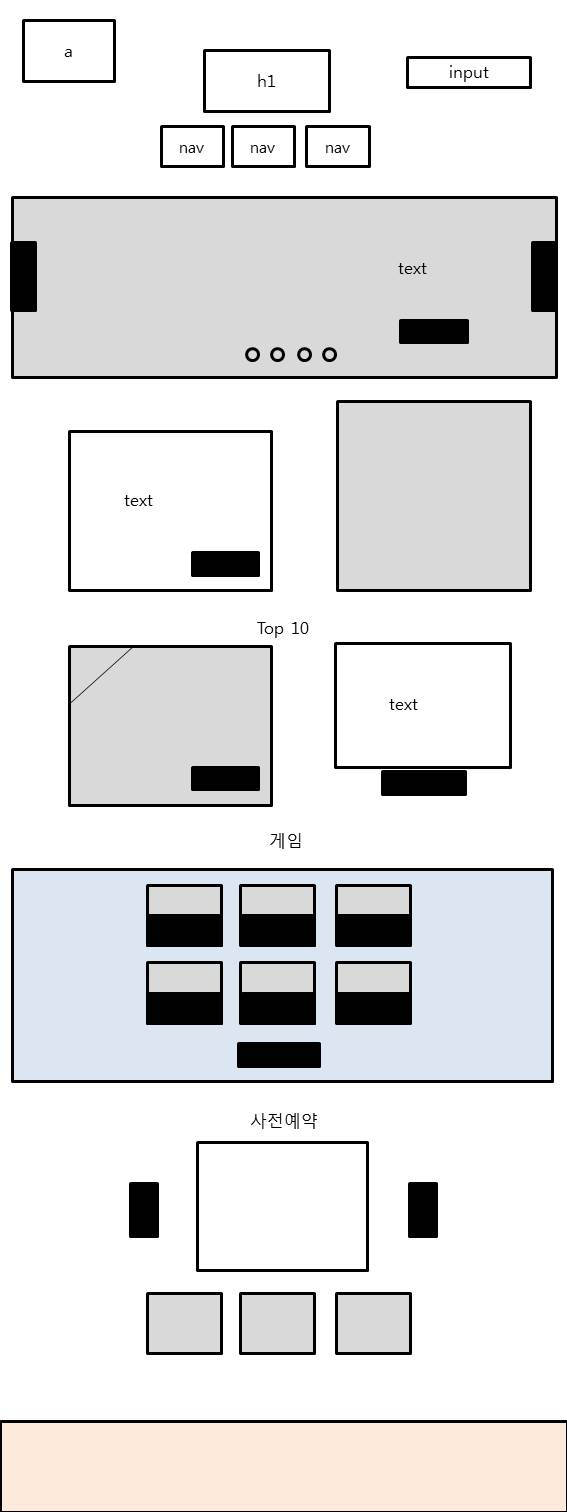 a
h1
input
nav
nav
nav
text
text
Top 10
text
게임
사전예약